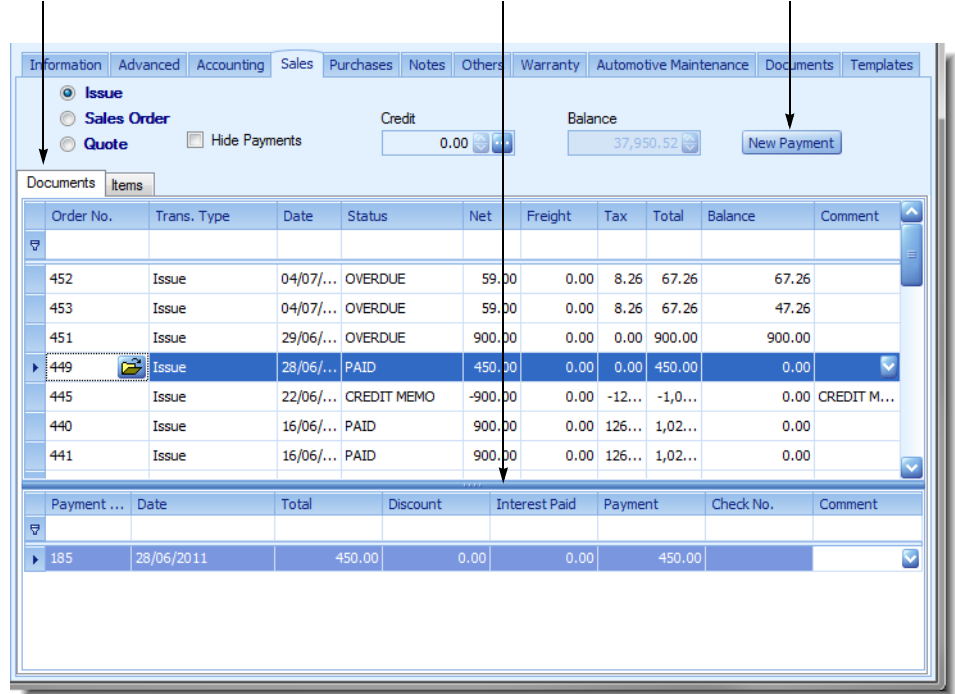 Information Advanced Accounting Sales Purchases Notes Others Warranty Automotive Maintenance Documents Templates
Issue
Sales Order Credit Balance
Quote Hide Payments 0.00 37,950.52 New Payment
Documents Items
Order No. Trans. Type Date Status Net Freight Tax Total Balance Comment
452 Issue 04/07/... OVERDUE 59.00 0.00 8.26 67.26 67.26
453 Issue 04/07/... OVERDUE 59.00 0.00 8.26 67.26 47.26
451 Issue 29/06/... OVERDUE 900.00 0.00 0.00 900.00 900.00
449 Issue 28/06/... PAID 450.00 0.00 0.00 450.00 0.00
445 Issue 22/06/... CREDIT MEMO -900.00 0.00 -12... -1,0... 0.00 CREDIT M...
440 Issue 16/06/... PAID 900.00 0.00 126... 1,02... 0.00
441 Issue 16/06/... PAID 900.00 0.00 126... 1,02... 0.00
Payment ... Date Total Discount Interest Paid Payment Check No. Comment
185 28/06/2011 450.00 0.00 0.00 450.00